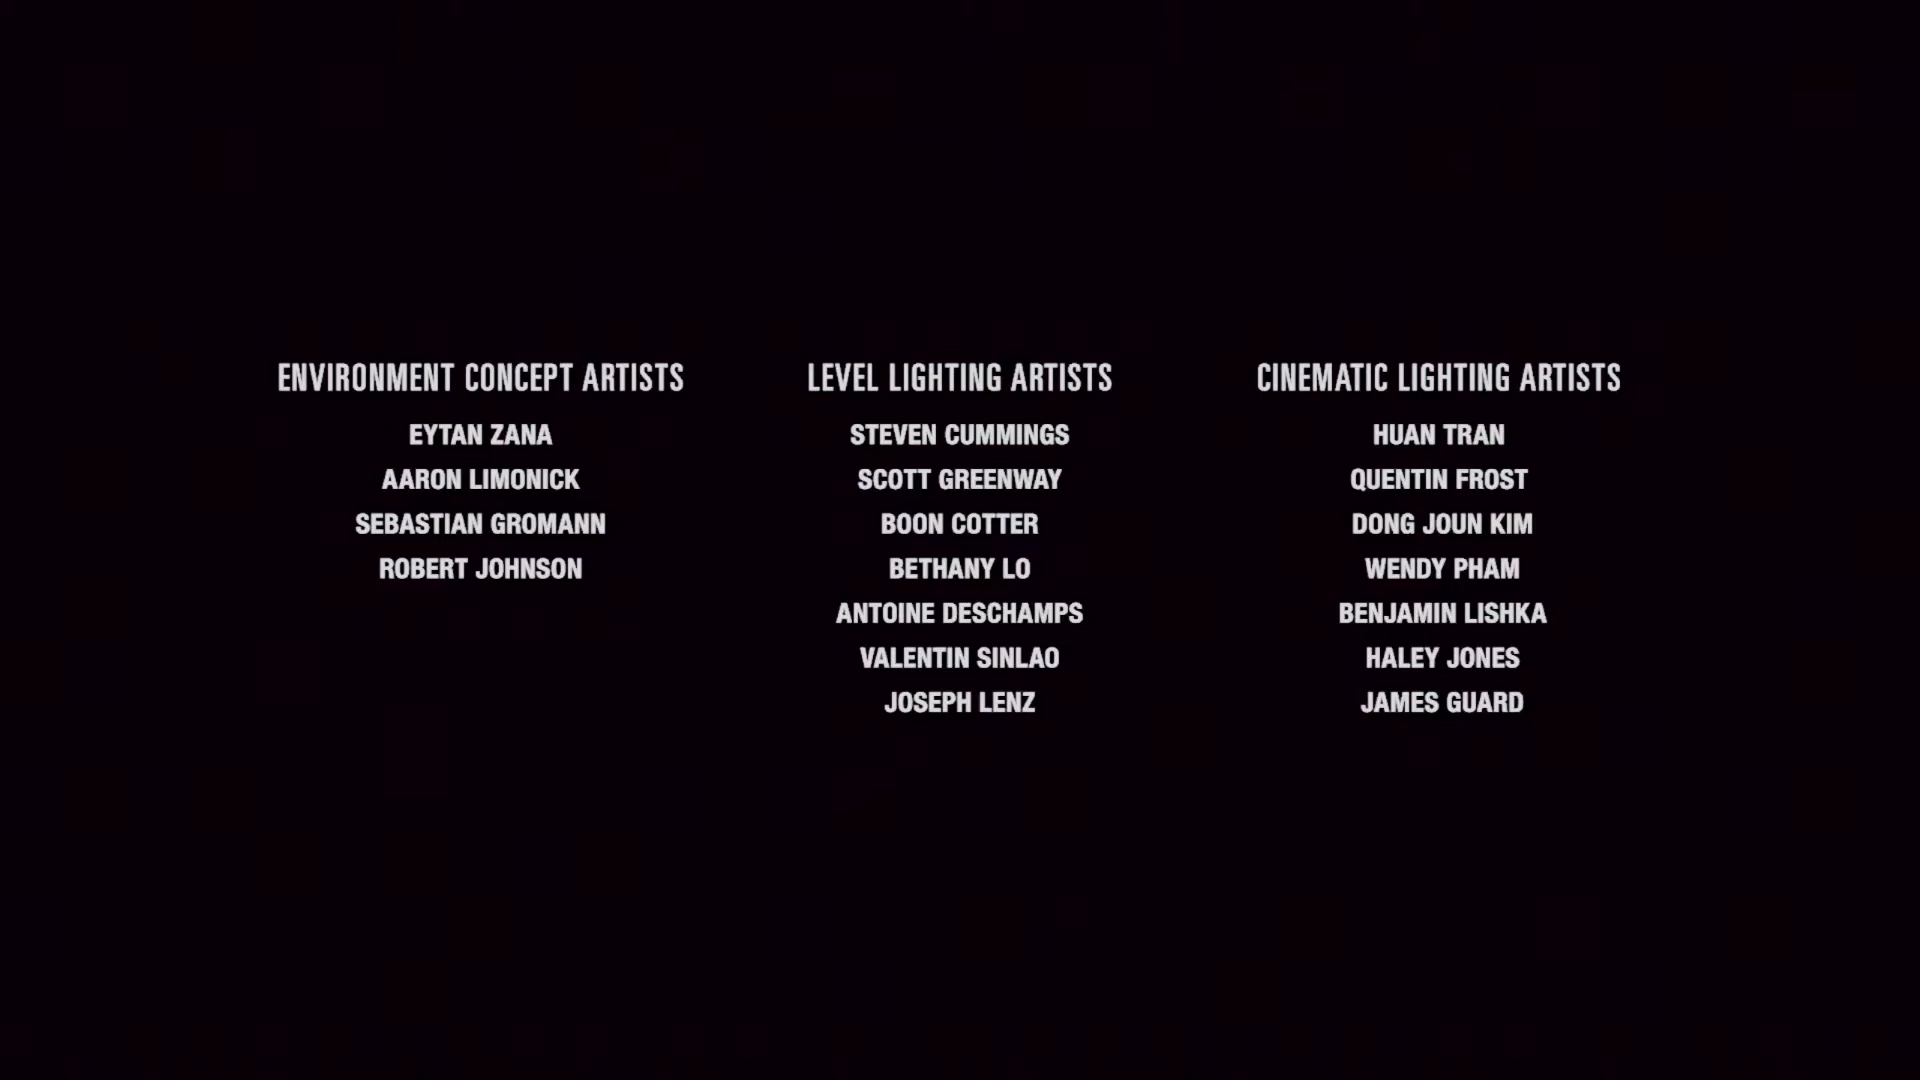 ENVIRONMENT CONCEPT ARTISTS
EYTAN ZANA
AARON LIMONICK
SEBASTIAN GROMANN
ROBERT JOHNSON
LEVEL LIGHTING ARTISTS
STEVEN CUMMINGS
SCOTT GREENWAY
BOON COTTER
BETHANY LO
ANTOINE DESCHAMPS
VALENTIN SINLAO
JOSEPH LENZ
CINEMATIC LIGHTING ARTISTS
HUAN TRAN
QUENTIN FROST
DONG JOUN KIM
WENDY PHAM
BENJAMIN LISHKA
HALEY JONES
JAMES GUARD